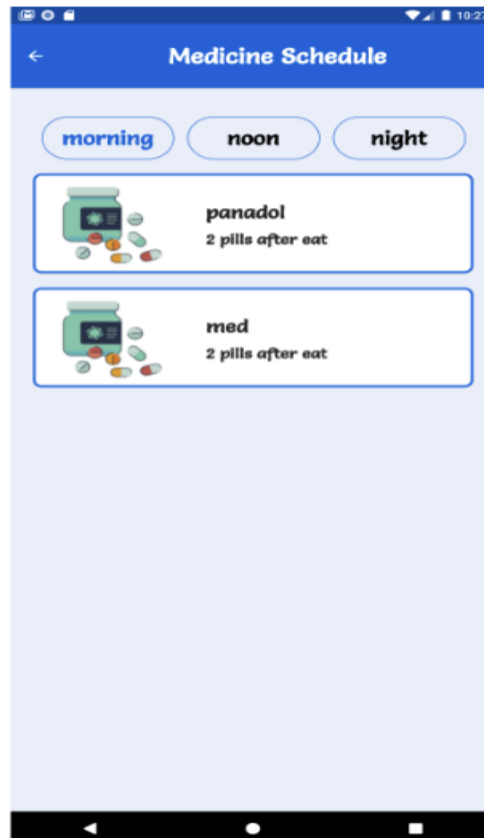 10:27
Medicine Schedule
morning noon night
panadol
2 pills after eat
med
2 pills after eat